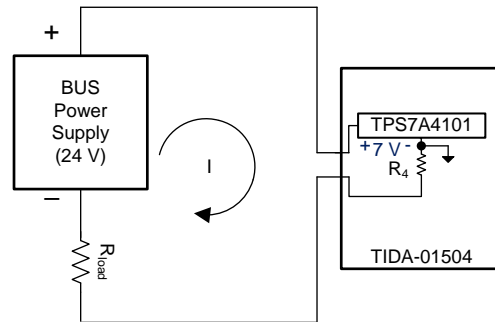 +
BUS
Power
Supply
(24 V)
−
I
Rload
TPS7A4101
+7 V-
R4
TIDA-01504